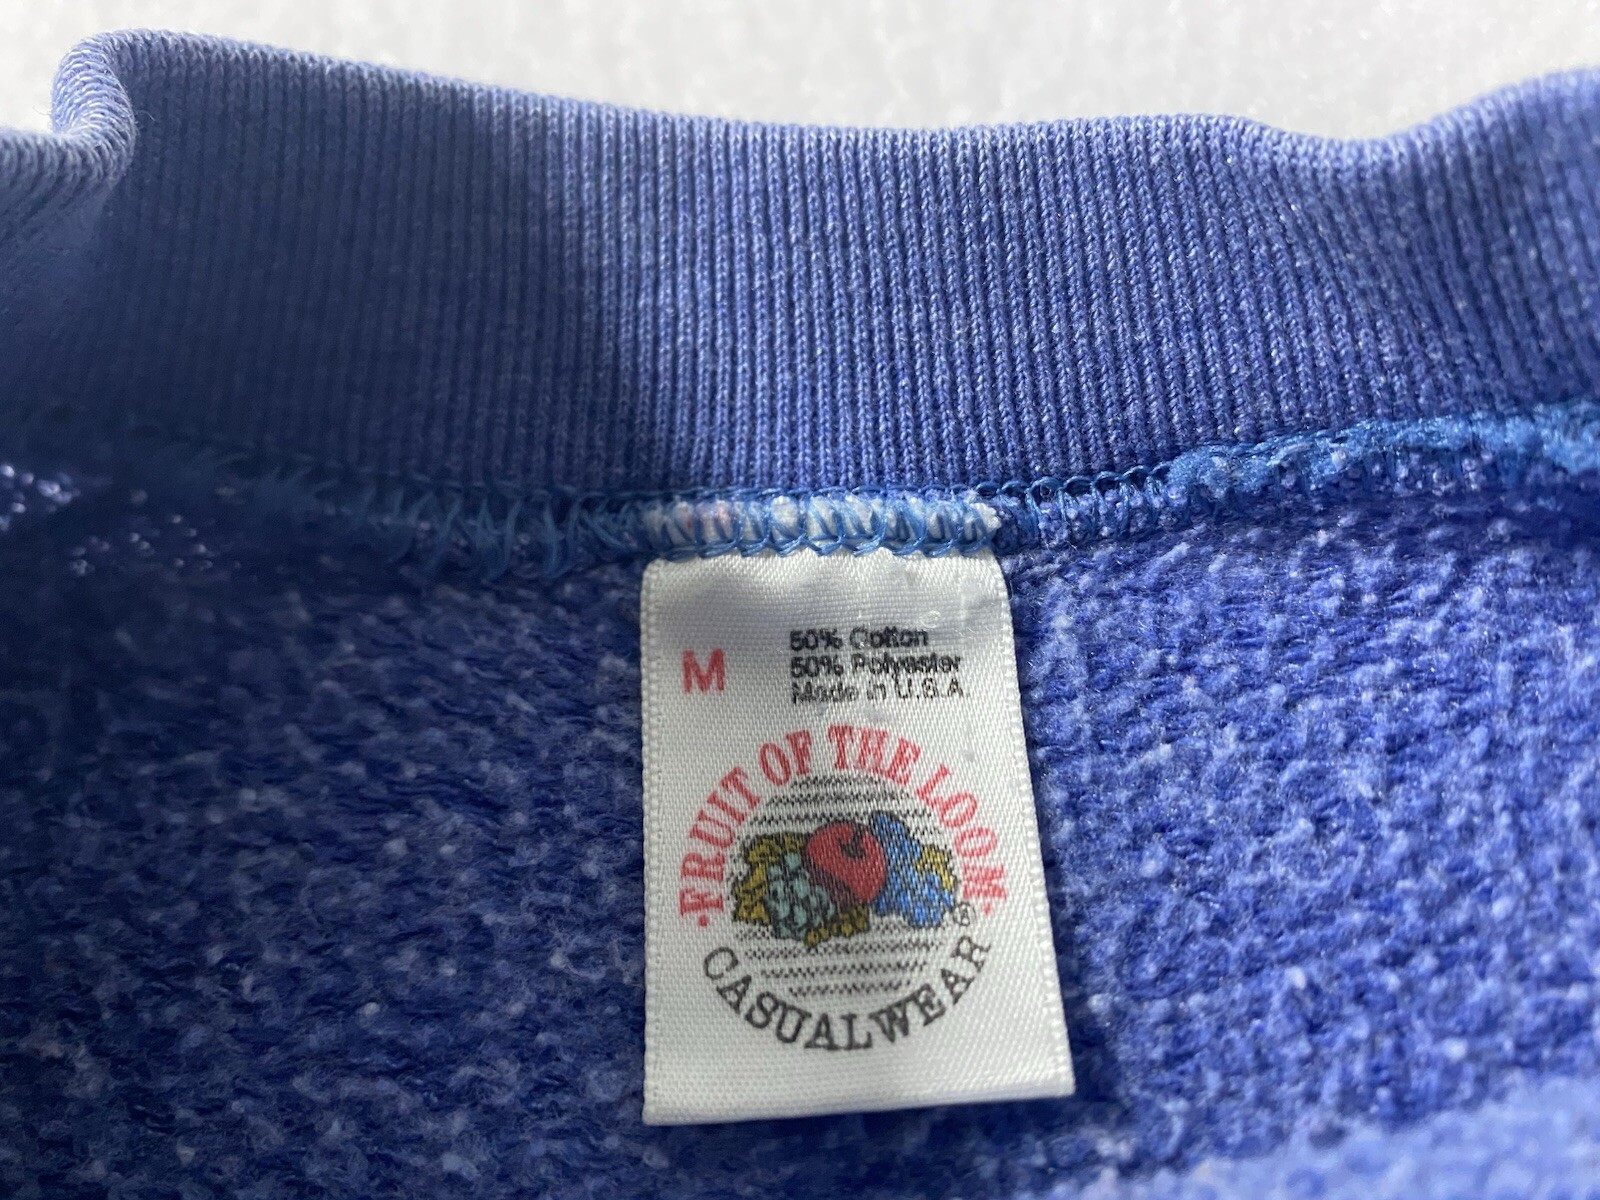 M
50% Cotton
50% Polyester
Made in U.S.A.
·FRUIT OF THE LOOM·
®
CASUALWEAR